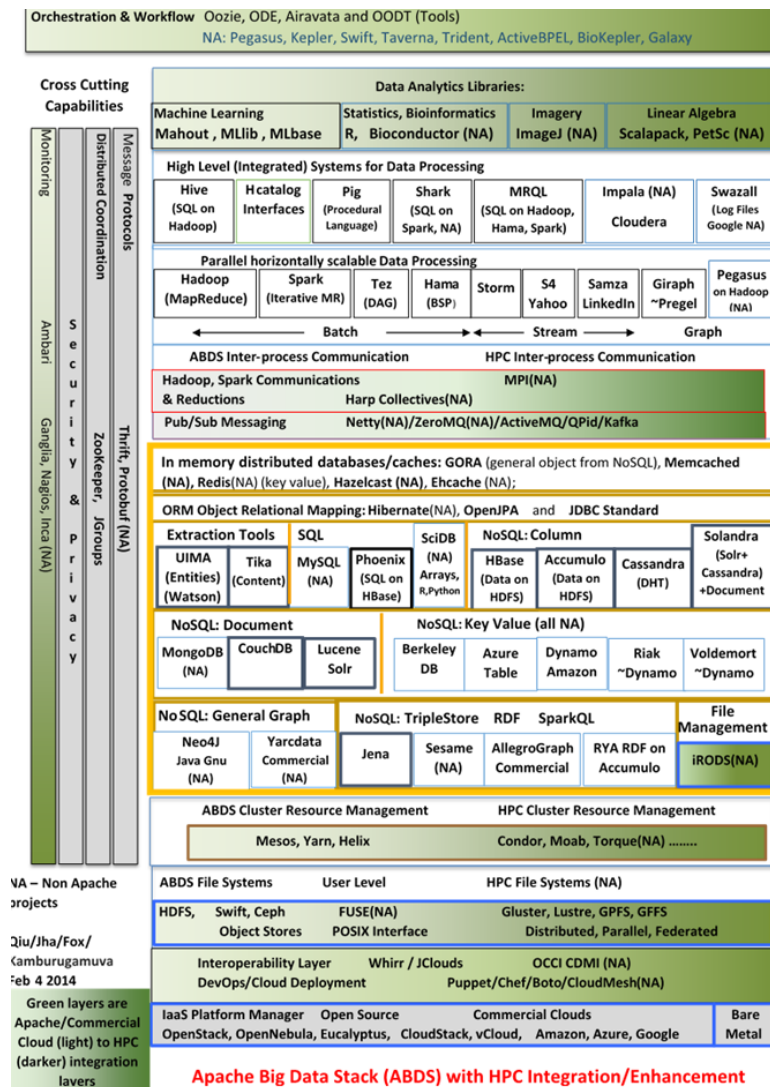 Orchestration & Workflow Oozie, ODE, Airavata and OODT (Tools)
NA: Pegasus, Kepler, Swift, Taverna, Trident, ActiveBPEL, BioKepler, Galaxy
Cross Cutting
Capabilities
Monitoring Ambari Ganglia, Nagios, Inca (NA)
Security & Privacy
Distributed Coordination ZooKeeper, JGroups
Message Protocols Thrift, Protobuf (NA)
Data Analytics Libraries:
Machine Learning
Mahout , MLlib , MLbase
Statistics, Bioinformatics
R, Bioconductor (NA)
Imagery
ImageJ (NA)
Linear Algebra
Scalapack, PetSc (NA)
High Level (Integrated) Systems for Data Processing
Hive
(SQL on
Hadoop)
Hcatalog
Interfaces
Pig
(Procedural
Language)
Shark
(SQL on
Spark, NA)
MRQL
(SQL on Hadoop,
Hama, Spark)
Impala (NA)
Cloudera
Swazall
(Log Files
Google NA)
Parallel horizontally scalable Data Processing
Hadoop
(MapReduce)
Spark
(Iterative MR)
Tez
(DAG)
Hama
(BSP)
Storm
S4
Yahoo
Samza
LinkedIn
Giraph
~Pregel
Pegasus
on Hadoop
(NA)
Batch Stream Graph
ABDS Inter-process Communication HPC Inter-process Communication
Hadoop, Spark Communications MPI(NA)
& Reductions Harp Collectives(NA)
Pub/Sub Messaging Netty(NA)/ZeroMQ(NA)/ActiveMQ/QPid/Kafka
In memory distributed databases/caches: GORA (general object from NoSQL), Memcached
(NA), Redis(NA) (key value), Hazelcast (NA), Ehcache (NA);
ORM Object Relational Mapping: Hibernate(NA), OpenJPA and JDBC Standard
Extraction Tools
UIMA
(Entities)
(Watson)
Tika
(Content)
SQL
MySQL
(NA)
Phoenix
(SQL on
HBase)
SciDB
(NA)
Arrays,
R,Python
NoSQL: Column
HBase
(Data on
HDFS)
Accumulo
(Data on
HDFS)
Cassandra
(DHT)
Solandra
(Solr+
Cassandra)
+Document
NoSQL: Document
MongoDB
(NA)
CouchDB
Lucene
Solr
NoSQL: Key Value (all NA)
Berkeley
DB
Azure
Table
Dynamo
Amazon
Riak
~Dynamo
Voldemort
~Dynamo
NoSQL: General Graph
Neo4J
Java Gnu
(NA)
Yarcdata
Commercial
(NA)
NoSQL: TripleStore RDF SparkQL
Jena
Sesame
(NA)
AllegroGraph
Commercial
RYA RDF on
Accumulo
File
Management
iRODS(NA)
ABDS Cluster Resource Management HPC Cluster Resource Management
Mesos, Yarn, Helix Condor, Moab, Torque(NA) ........
ABDS File Systems User Level HPC File Systems (NA)
HDFS, Swift, Ceph FUSE(NA) Gluster, Lustre, GPFS, GFFS
Object Stores POSIX Interface Distributed, Parallel, Federated
Interoperability Layer Whirr / JClouds OCCI CDMI (NA)
DevOps/Cloud Deployment Puppet/Chef/Boto/CloudMesh(NA)
IaaS Platform Manager Open Source Commercial Clouds
OpenStack, OpenNebula, Eucalyptus, CloudStack, vCloud, Amazon, Azure, Google
Bare
Metal
NA – Non Apache
projects
Qiu/Jha/Fox/
Kamburugamuva
Feb 4 2014
Green layers are
Apache/Commercial
Cloud (light) to HPC
(darker) integration
layers
Apache Big Data Stack (ABDS) with HPC Integration/Enhancement